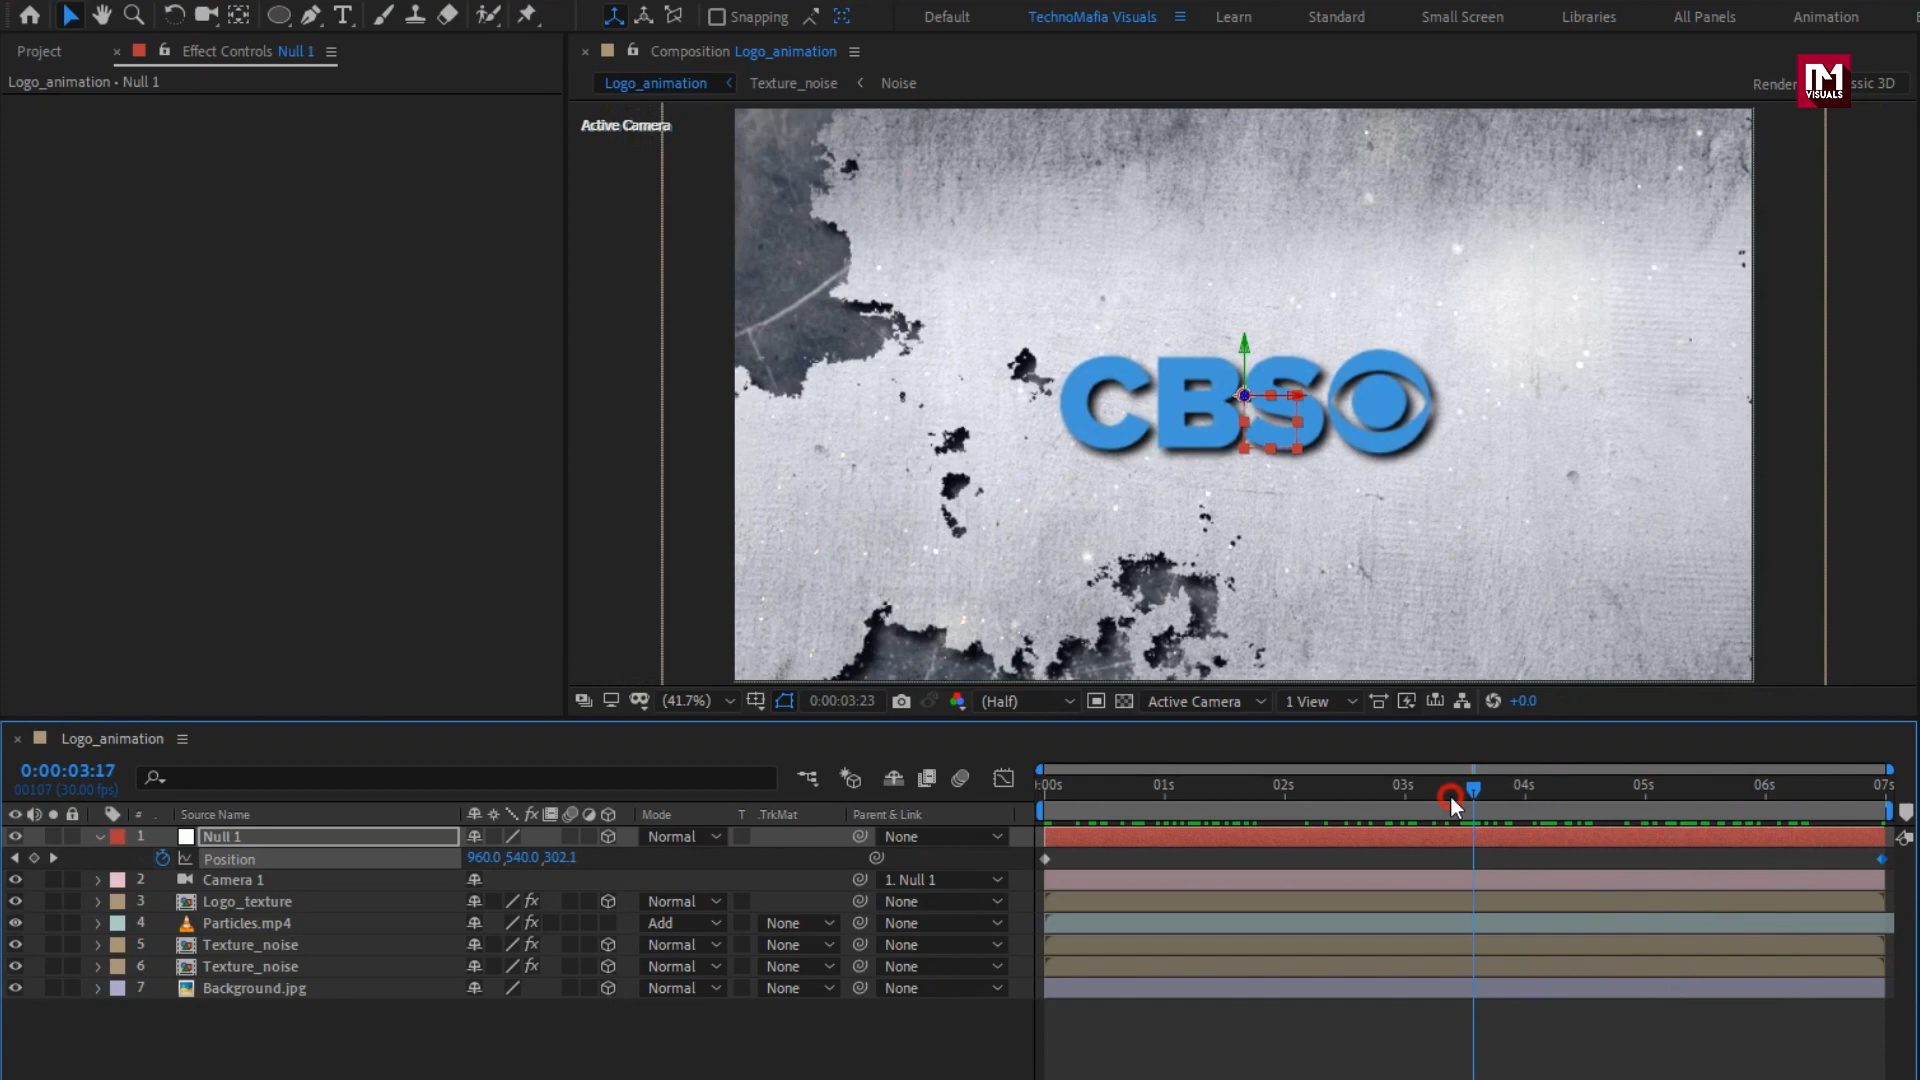 Snapping
Default
TechnoMafia Visuals
Learn
Standard
Small Screen
Libraries
All Panels
Animation
Project
Effect Controls Null 1
Composition Logo_animation
Logo_animation • Null 1
Logo_animation
Texture_noise
Noise
Render
ssic 3D
VISUALS
Active Camera
CBS
(41.7%)
0:00:03:23
(Half)
Active Camera
1 View
+0.0
Logo_animation
0:00:03:17
00107 (30.00 fps)
:00s 01s 02s 03s 04s 05s 06s 07s
# Source Name Mode T .TrkMat Parent & Link
1 Null 1 Normal None
Position 960.0,540.0,302.1
2 Camera 1 1. Null 1
3 Logo_texture fx Normal None
4 Particles.mp4 fx Add None None
5 Texture_noise fx Normal None None
6 Texture_noise fx Normal None None
7 Background.jpg Normal None None